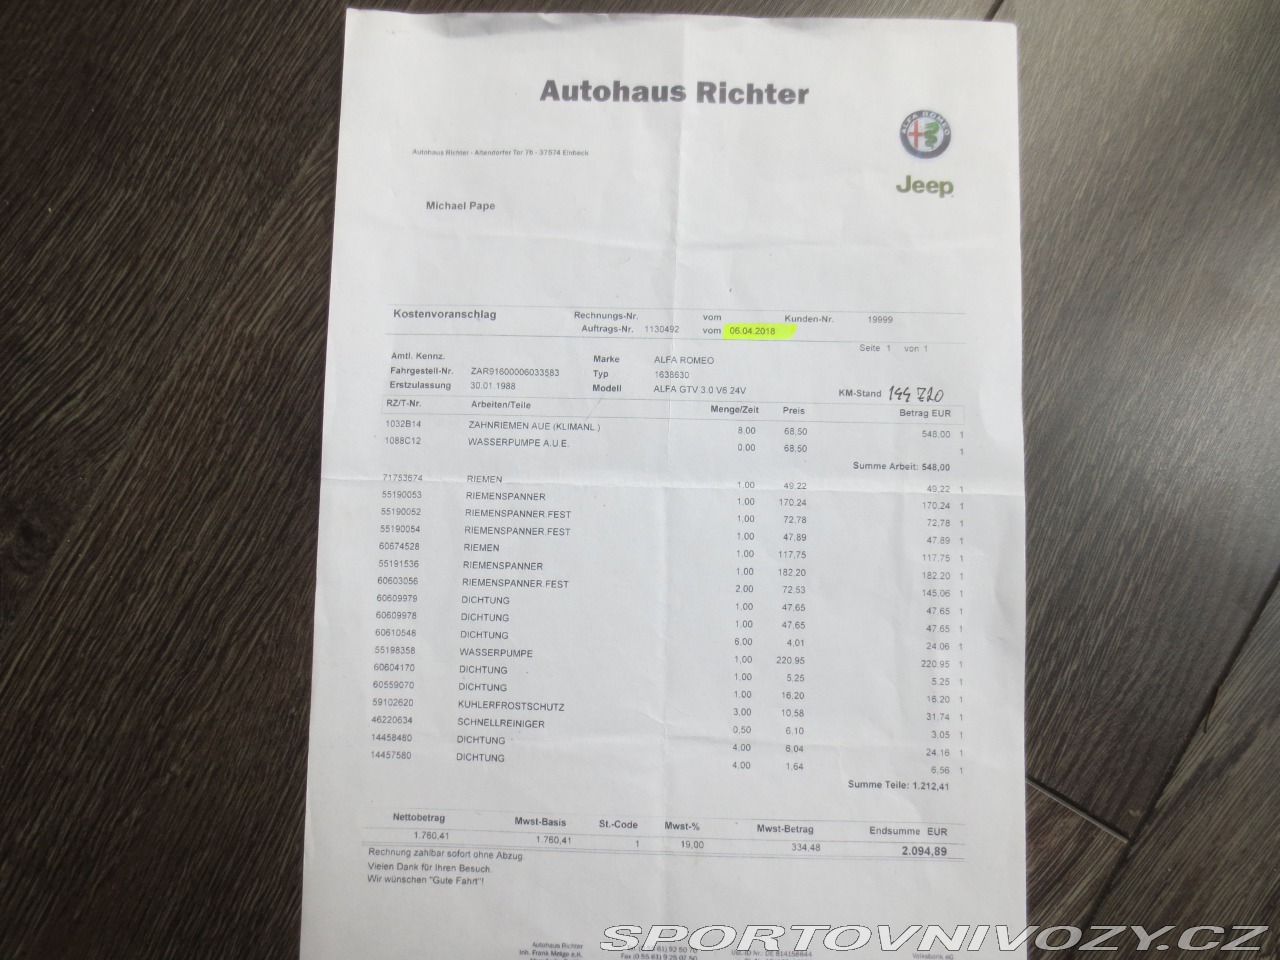 Autohaus Richter
ALFA ROMEO
Jeep
Autohaus Richter - Altendorfer Tor 7b - 37574 Einbeck
Michael Pape
Kostenvoranschlag Rechnungs-Nr. vom Kunden-Nr. 19999
Auftrags-Nr. 1130492 vom 06.04.2018
Seite 1 von 1
Amtl. Kennz. Marke ALFA ROMEO
Fahrgestell-Nr. ZAR91600006033583 Typ 1638630
Erstzulassung 30.01.1988 Modell ALFA GTV 3.0 V6 24V KM-Stand 144 720
RZ/T-Nr. Arbeiten/Teile Menge/Zeit Preis Betrag EUR
1032B14 ZAHNRIEMEN AUE (KLIMANL.) 8.00 68,50 548,00 1
1088C12 WASSERPUMPE A.U.E. 0,00 68,50 1
Summe Arbeit: 548,00
71753674 RIEMEN 1.00 49.22 49,22 1
55190053 RIEMENSPANNER 1,00 170.24 170,24 1
55190052 RIEMENSPANNER.FEST 1,00 72,78 72,78 1
55190054 RIEMENSPANNER.FEST 1,00 47,89 47,89 1
60674528 RIEMEN 1.00 117,75 117,75 1
55191536 RIEMENSPANNER 1.00 182.20 182.20 1
60603056 RIEMENSPANNER.FEST 2,00 72,53 145,06 1
60609979 DICHTUNG 1,00 47,65 47,65 1
60609978 DICHTUNG 1,00 47,65 47,65 1
60610548 DICHTUNG 6.00 4,01 24.06 1
55198358 WASSERPUMPE 1,00 220.95 220,95 1
60604170 DICHTUNG 1,00 5.25 5.25 1
60559070 DICHTUNG 1,00 16,20 16,20 1
59102620 KUHLERFROSTSCHUTZ 3,00 10,58 31,74 1
46220634 SCHNELLREINIGER 0,50 6,10 3,05 1
14458480 DICHTUNG 4.00 6,04 24,16 1
14457580 DICHTUNG 4.00 1,64 6,56 1
Summe Teile: 1.212,41
Nettobetrag Mwst-Basis St.-Code Mwst-% Mwst-Betrag Endsumme EUR
1.760,41 1.760,41 1 19,00 334,48 2.094,89
Rechnung zahlbar sofort ohne Abzug.
Vielen Dank für Ihren Besuch.
Wir wünschen "Gute Fahrt"!
Autohaus Richter
Inh. Frank Metge e.K.
Volksbank eG
SPORTOVNIVOZY.CZ